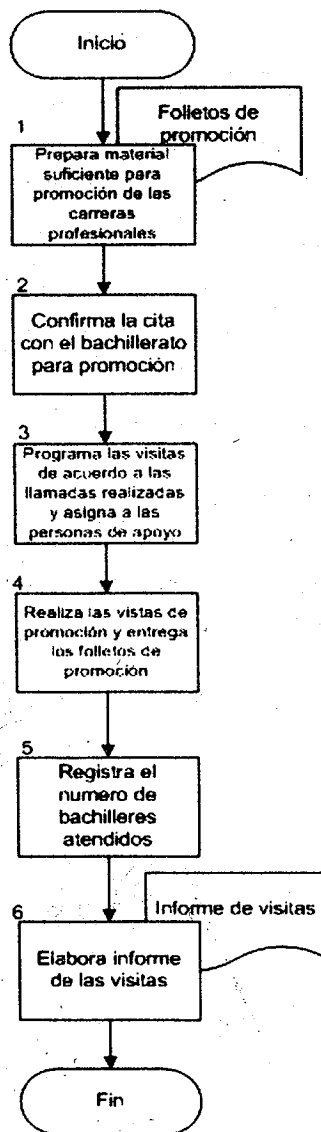 Inicio
Folletos de
promoción
1
Prepara material
suficiente para
promoción de las
carreras
profesionales
2
Confirma la cita
con el bachillerato
para promoción
3
Programa las visitas
de acuerdo a las
llamadas realizadas
y asigna a las
personas de apoyo
4
Realiza las vistas de
promoción y entrega
los folletos de
promoción
5
Registra el
numero de
bachilleres
atendidos
Informe de visitas
6
Elabora informe
de las visitas
Fin